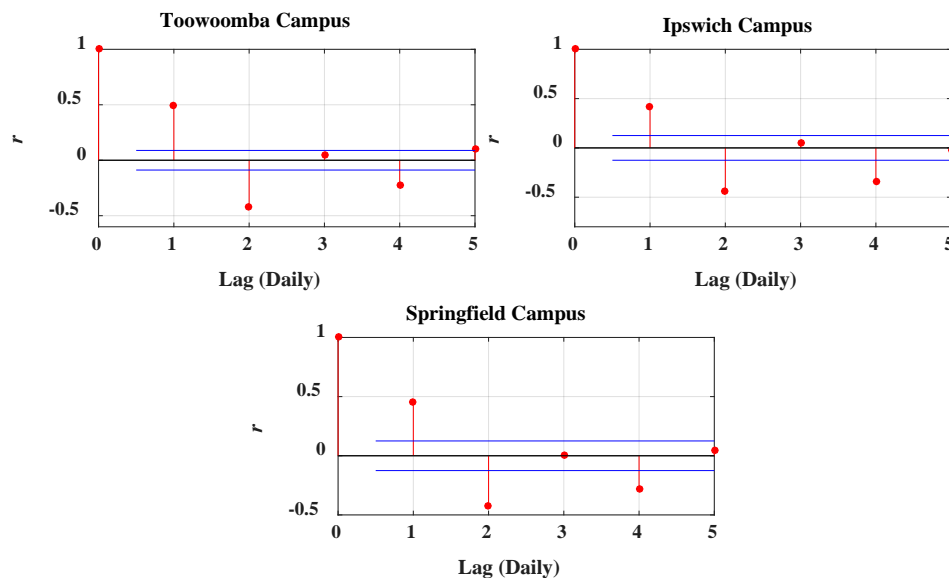 Toowoomba Campus
1
0.5
0
-0.5
r
0 1 2 3 4 5
Lag (Daily)
Ipswich Campus
1
0.5
0
-0.5
r
0 1 2 3 4 5
Lag (Daily)
Springfield Campus
1
0.5
0
-0.5
r
0 1 2 3 4 5
Lag (Daily)